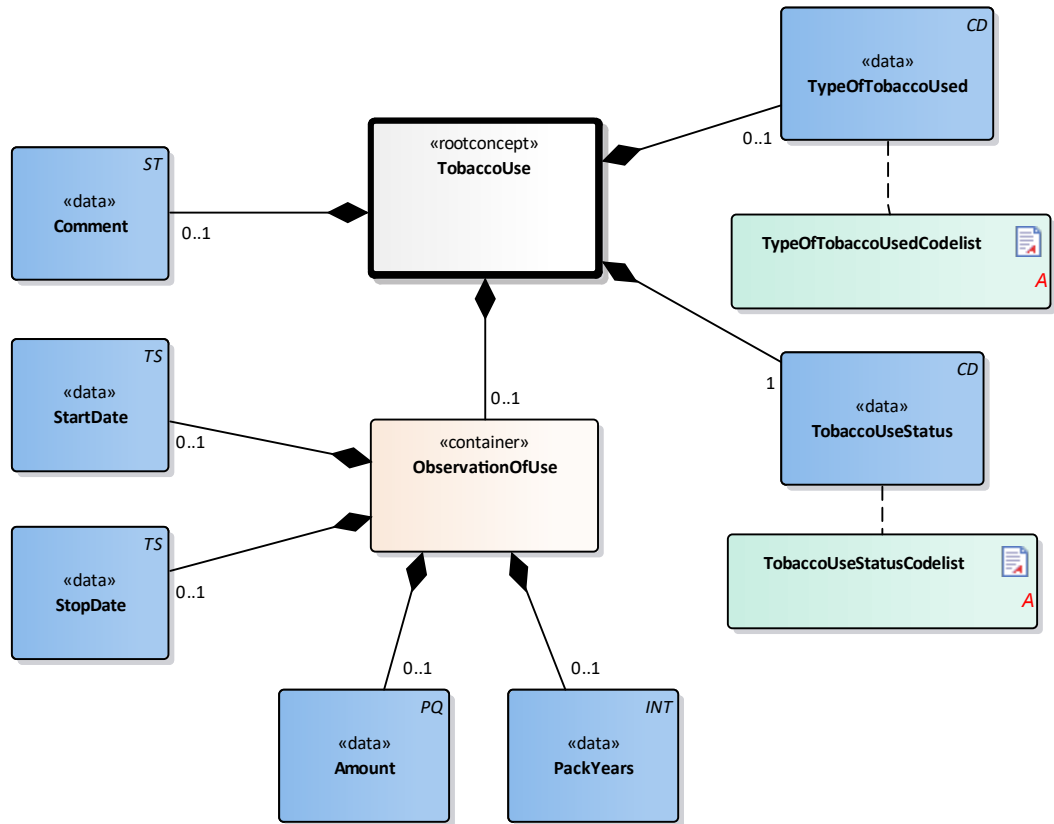 CD
«data»
TypeOfTobaccoUsed
0..1
«rootconcept»
TobaccoUse
ST
«data»
Comment
0..1
TypeOfTobaccoUsedCodelist
A
TS
«data»
StartDate
0..1
0..1
1
CD
«data»
TobaccoUseStatus
«container»
ObservationOfUse
TS
«data»
StopDate
0..1
TobaccoUseStatusCodelist
A
0..1
0..1
PQ
«data»
Amount
INT
«data»
PackYears